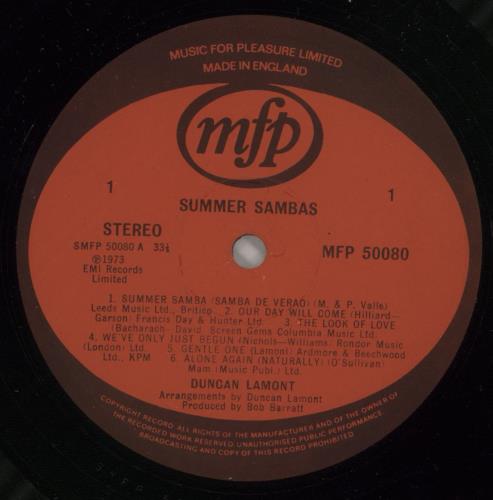 MUSIC FOR PLEASURE LIMITED
MADE IN ENGLAND
mfp
1
1
SUMMER SAMBAS
STEREO
SMFP 50080 A 33⅓
MFP 50080
℗1973
EMI Records
Limited
1. SUMMER SAMBA (SAMBA DE VERAO) (M. & P. Valle)
Leeds Music Ltd., Britico. 2. OUR DAY WILL COME (Hilliard—
Garson) Francis Day & Hunter Ltd. 3. THE LOOK OF LOVE
(Bacharach—David) Screen Gems Columbia Music Ltd.
4. WE'VE ONLY JUST BEGUN (Nichols—Williams) Rondor Music
(London) Ltd. 5. GENTLE ONE (Lamont) Ardmore & Beechwood
Ltd., KPM 6. ALONE AGAIN (NATURALLY) (O'Sullivan)
Mam (Music Publ.) Ltd.
DUNCAN LAMONT
Arrangements by Duncan Lamont
Produced by Bob Barratt
COPYRIGHT RECORD. ALL RIGHTS OF THE MANUFACTURER AND OF THE OWNER OF
THE RECORDED WORK RESERVED. UNAUTHORISED PUBLIC PERFORMANCE,
BROADCASTING AND COPY OF THIS RECORD PROHIBITED